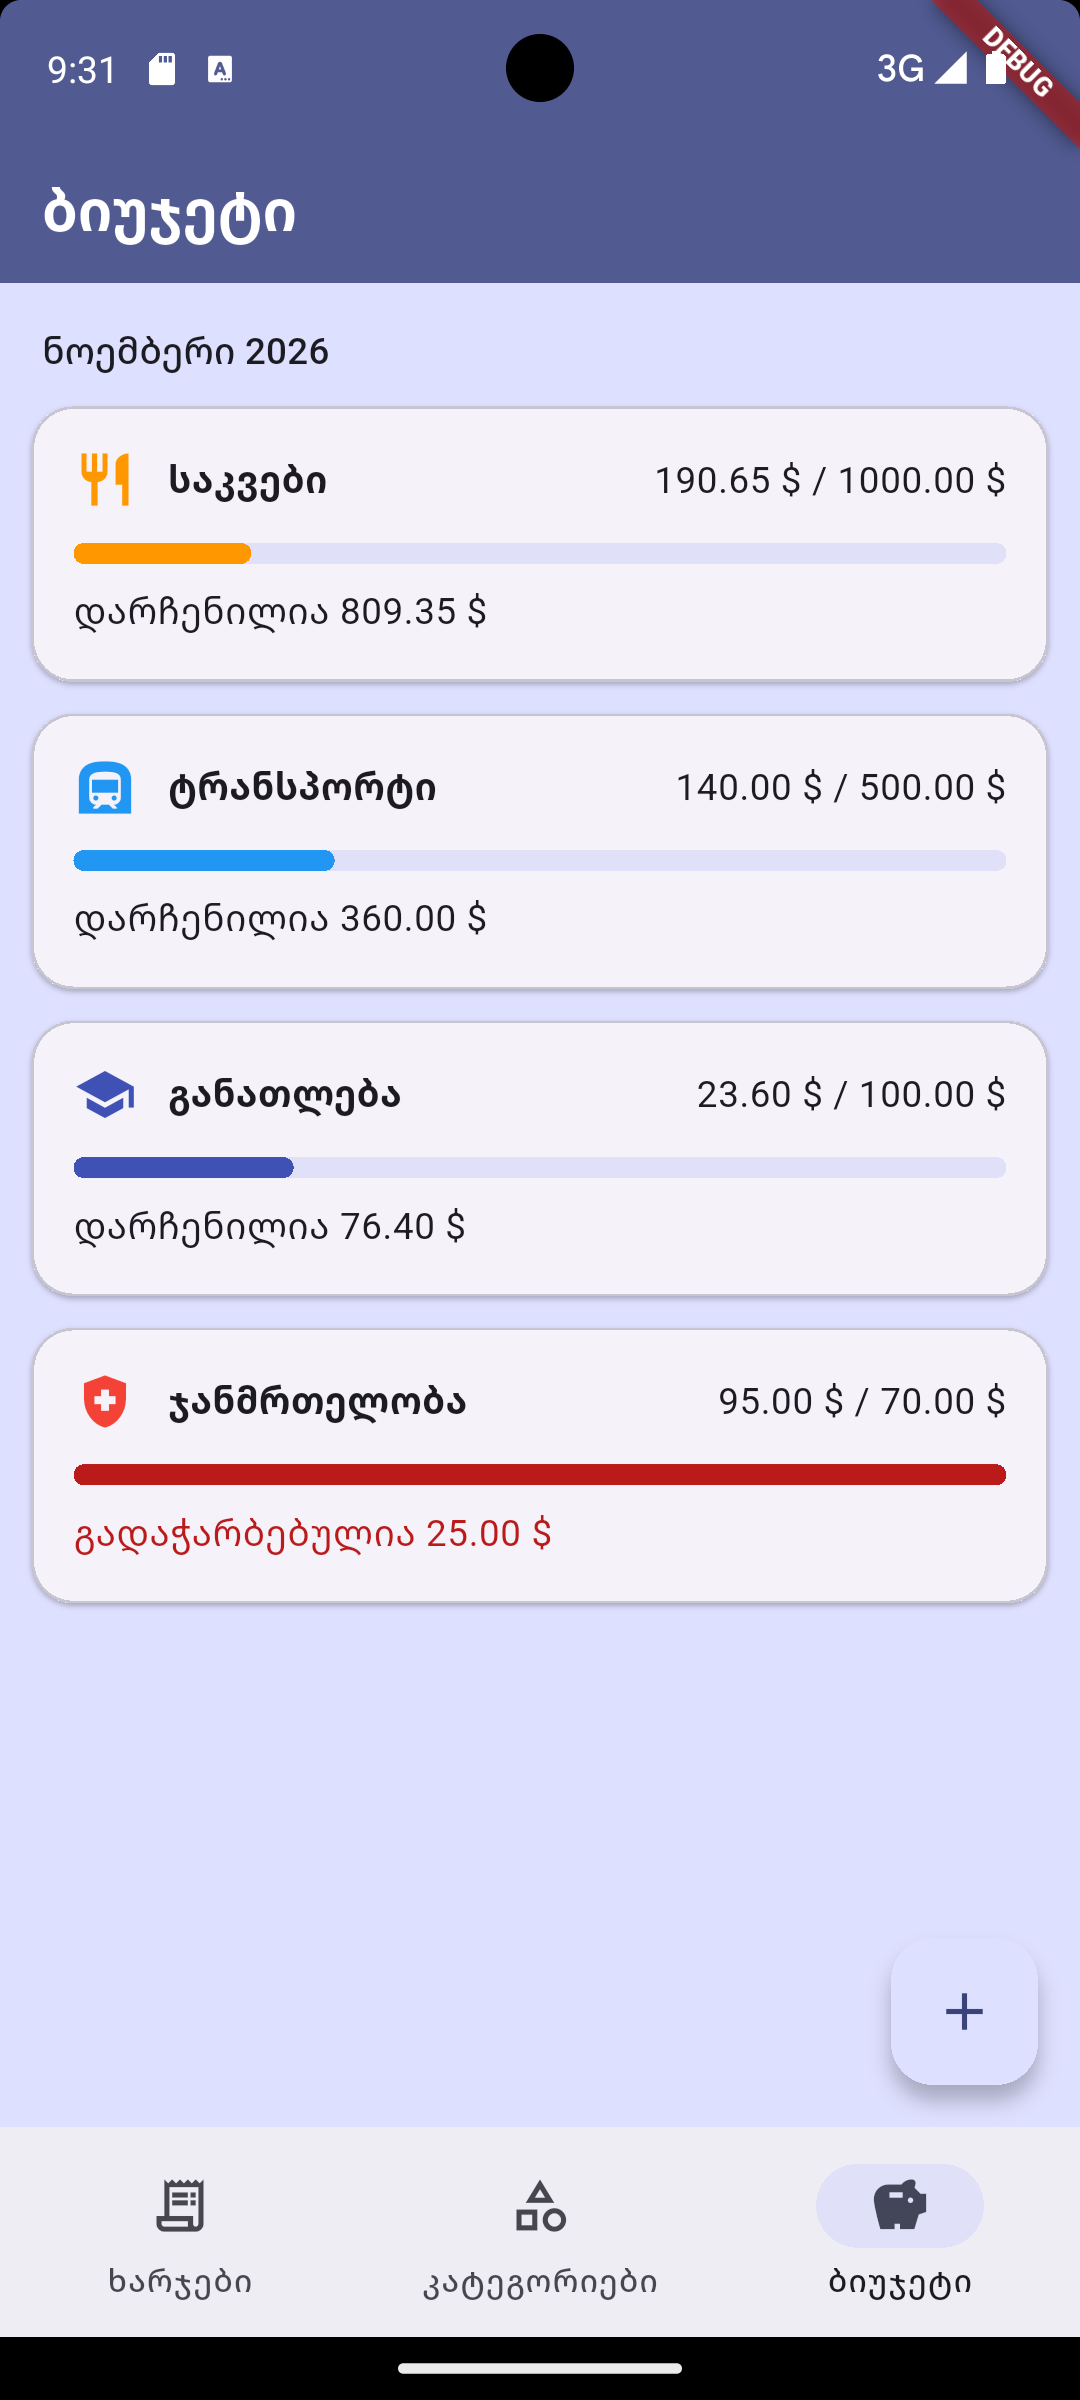 9:31
3G
DEBUG
ბიუჯეტი
ნოემბერი 2026
საკვები 190.65 $ / 1000.00 $
დარჩენილია 809.35 $
ტრანსპორტი 140.00 $ / 500.00 $
დარჩენილია 360.00 $
განათლება 23.60 $ / 100.00 $
დარჩენილია 76.40 $
ჯანმრთელობა 95.00 $ / 70.00 $
გადაჭარბებულია 25.00 $
ხარჯები კატეგორიები ბიუჯეტი